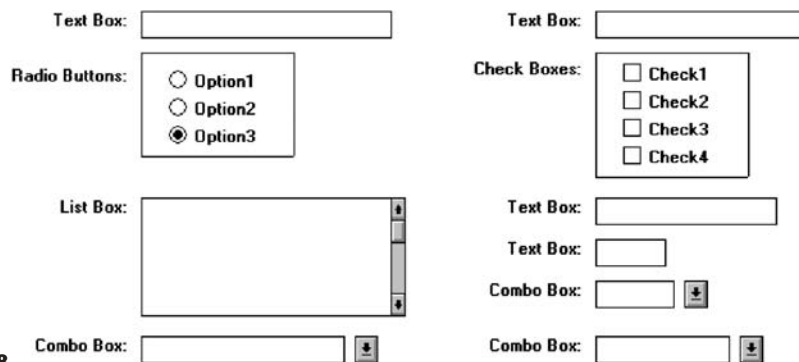 Text Box:
Radio Buttons:
Option1
Option2
Option3
List Box:
Combo Box:
Text Box:
Check Boxes:
Check1
Check2
Check3
Check4
Text Box:
Text Box:
Combo Box:
Combo Box: